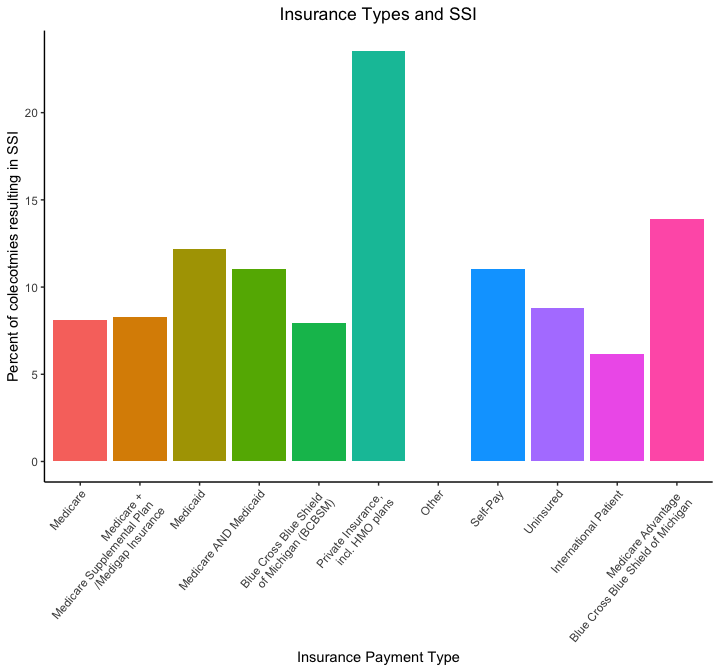 Insurance Types and SSI
Percent of colecotmies resulting in SSI
20
15
10
5
0
Medicare
Medicare +
Medicare Supplemental Plan
/Medigap Insurance
Medicaid
Medicare AND Medicaid
Blue Cross Blue Shield
of Michigan (BCBSM)
Private Insurance,
incl. HMO plans
Other
Self-Pay
Uninsured
International Patient
Medicare Advantage
Blue Cross Blue Shield of Michigan
Insurance Payment Type